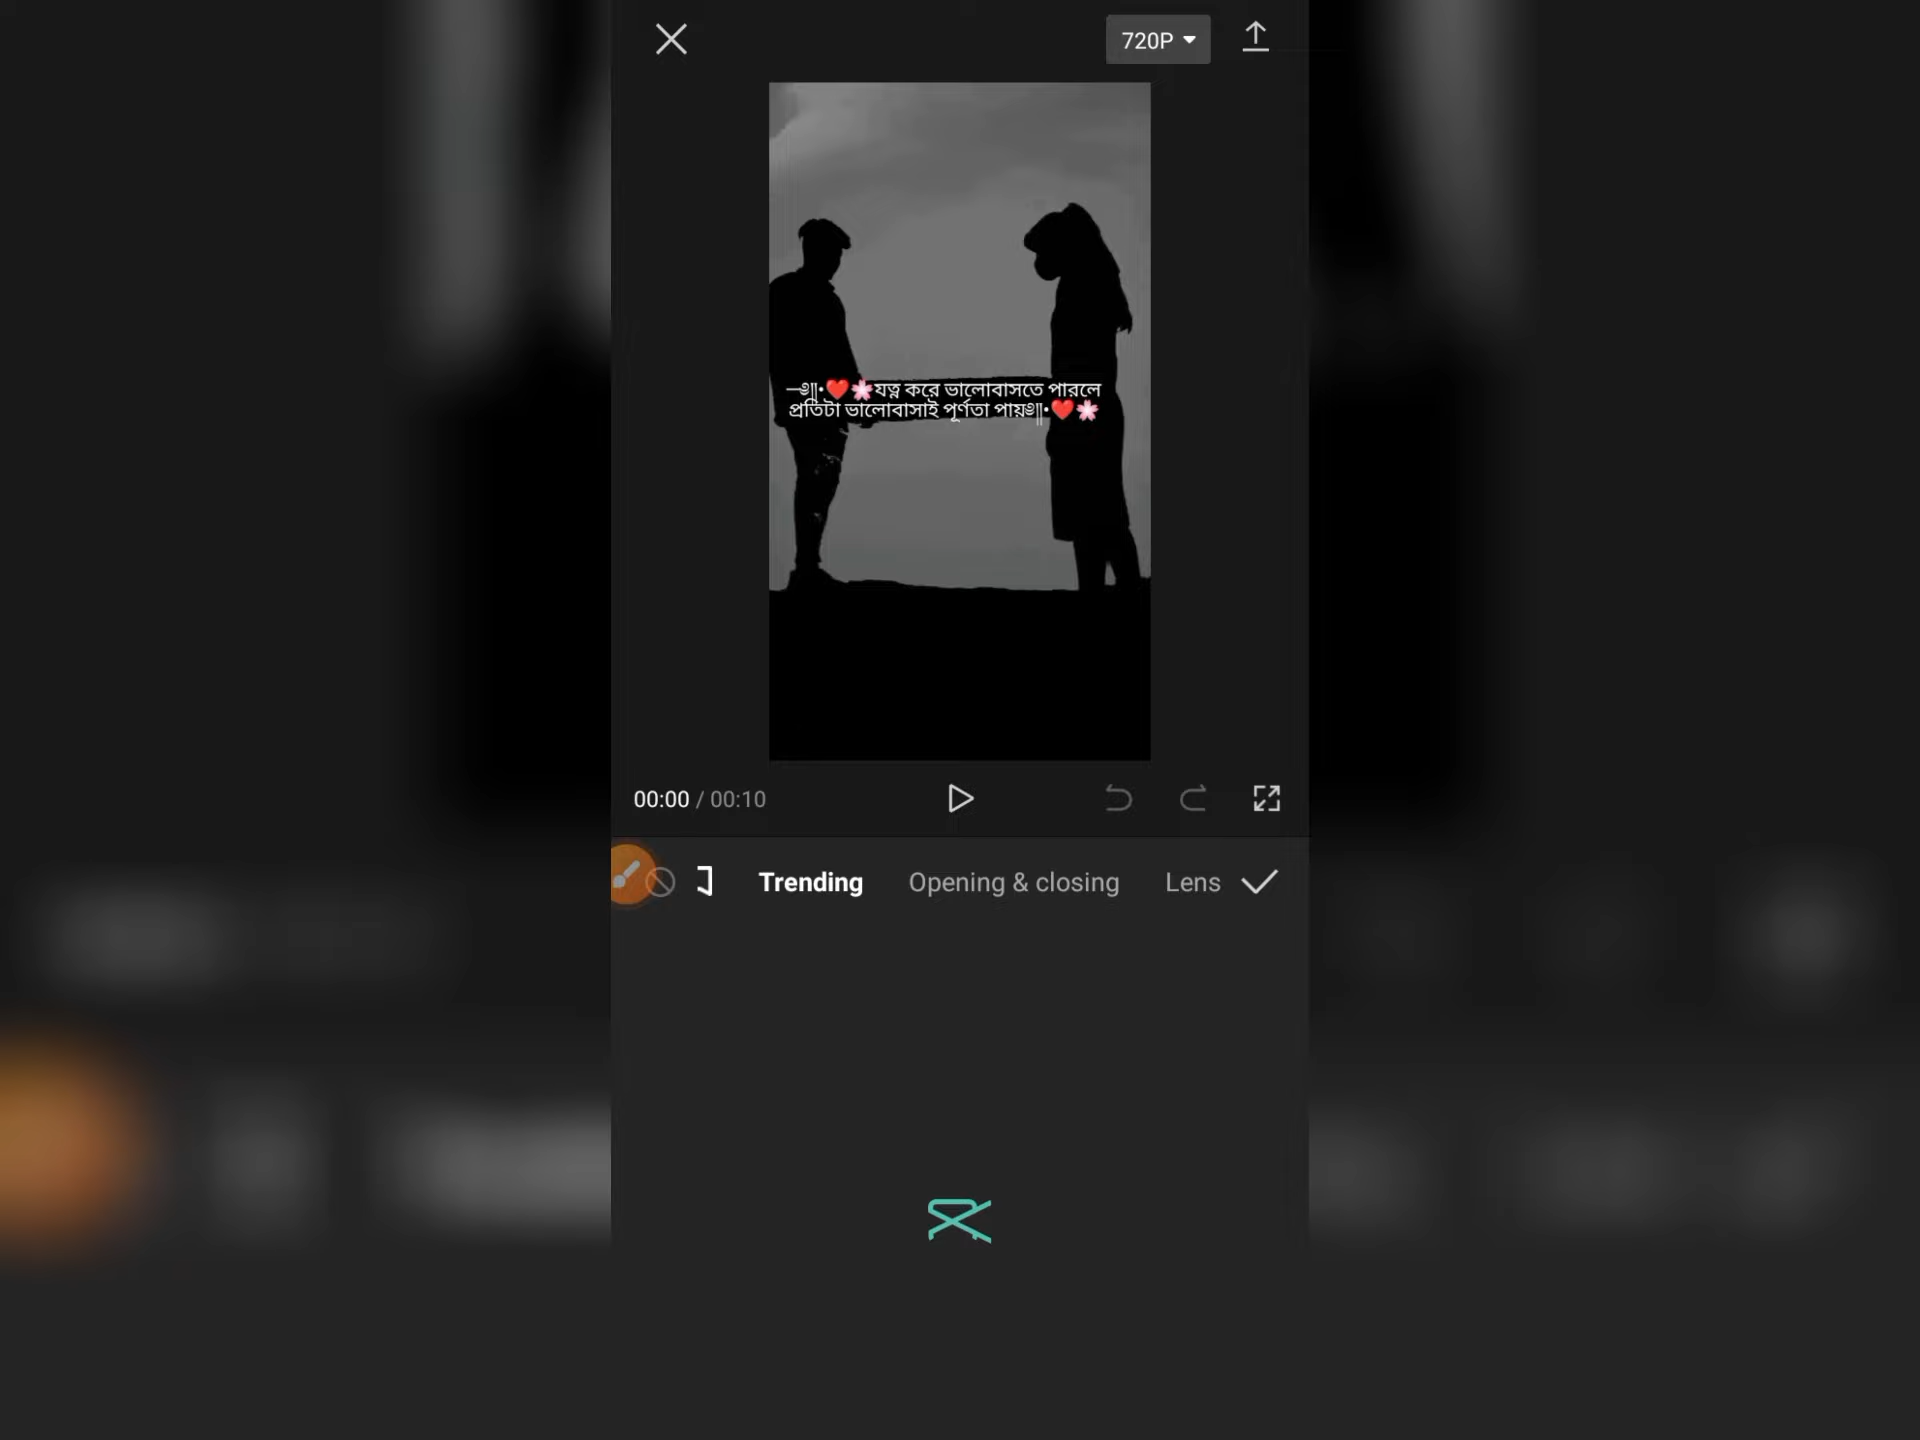 720P
—༅༎•❤️🌸যত্ন করে ভালোবাসতে পারলে
প্রতিটা ভালোবাসাই পূর্ণতা পায়༅༎•❤️🌸
00:00 / 00:10
Trending Opening & closing Lens